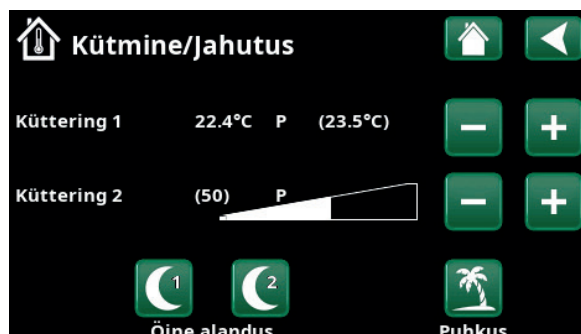 Kütmine/Jahutus
Küttering 1 22.4°C P (23.5°C)
Küttering 2 (50) P
1 2
Öine alandus Puhkus